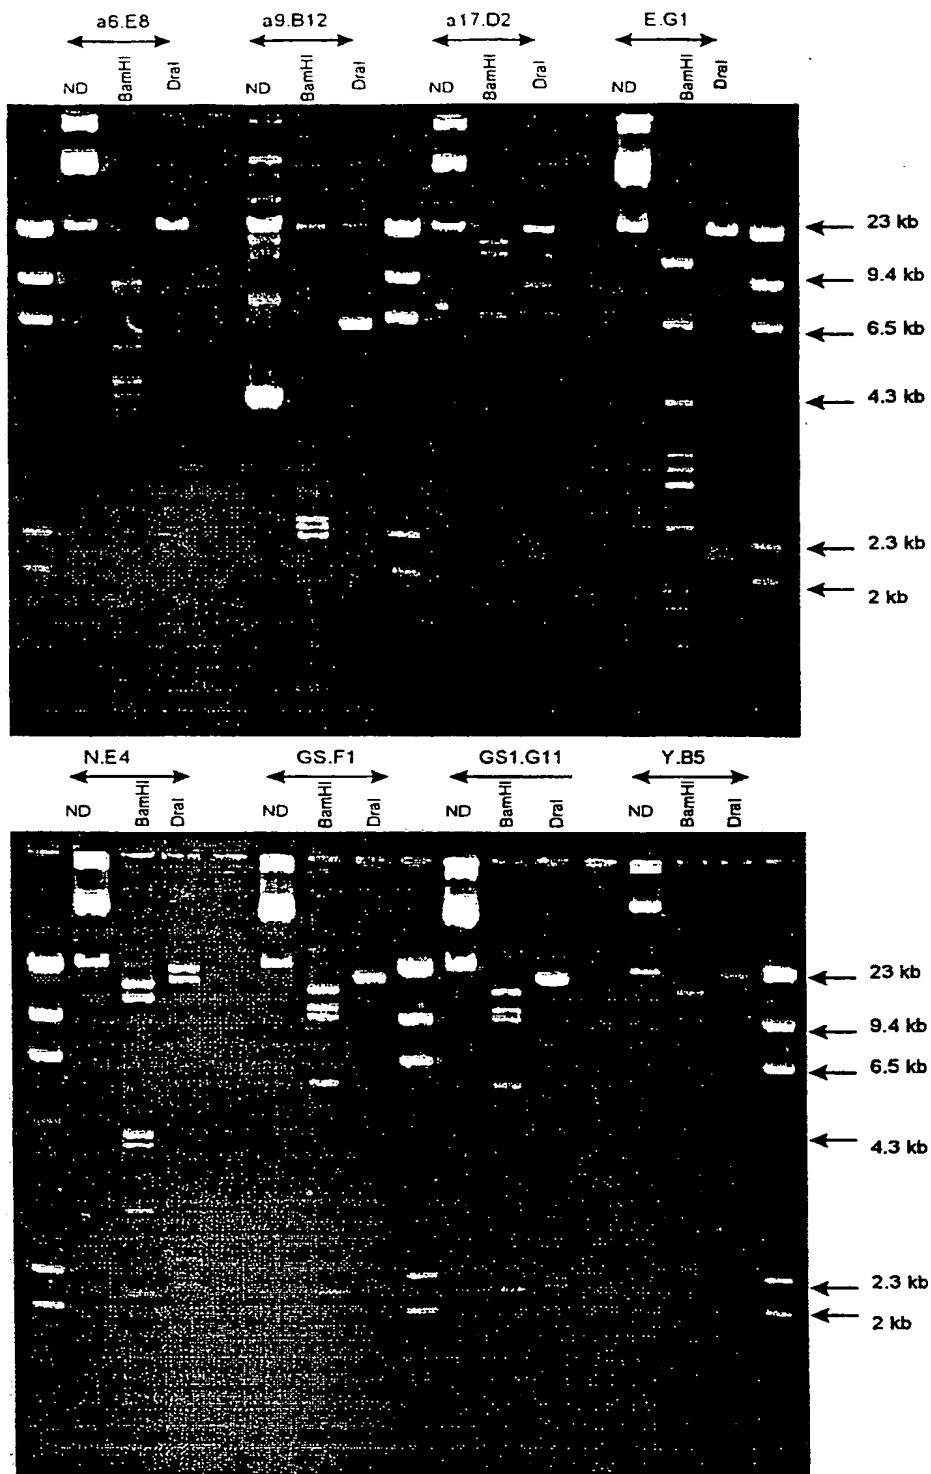 a6.E8 a9.B12 a17.D2 E.G1
ND BamHI DraI ND BamHI DraI ND BamHI DraI ND BamHI DraI
23 kb
9.4 kb
6.5 kb
4.3 kb
2.3 kb
2 kb
N.E4 GS.F1 GS1.G11 Y.B5
ND BamHI DraI ND BamHI DraI ND BamHI DraI ND BamHI DraI
23 kb
9.4 kb
6.5 kb
4.3 kb
2.3 kb
2 kb